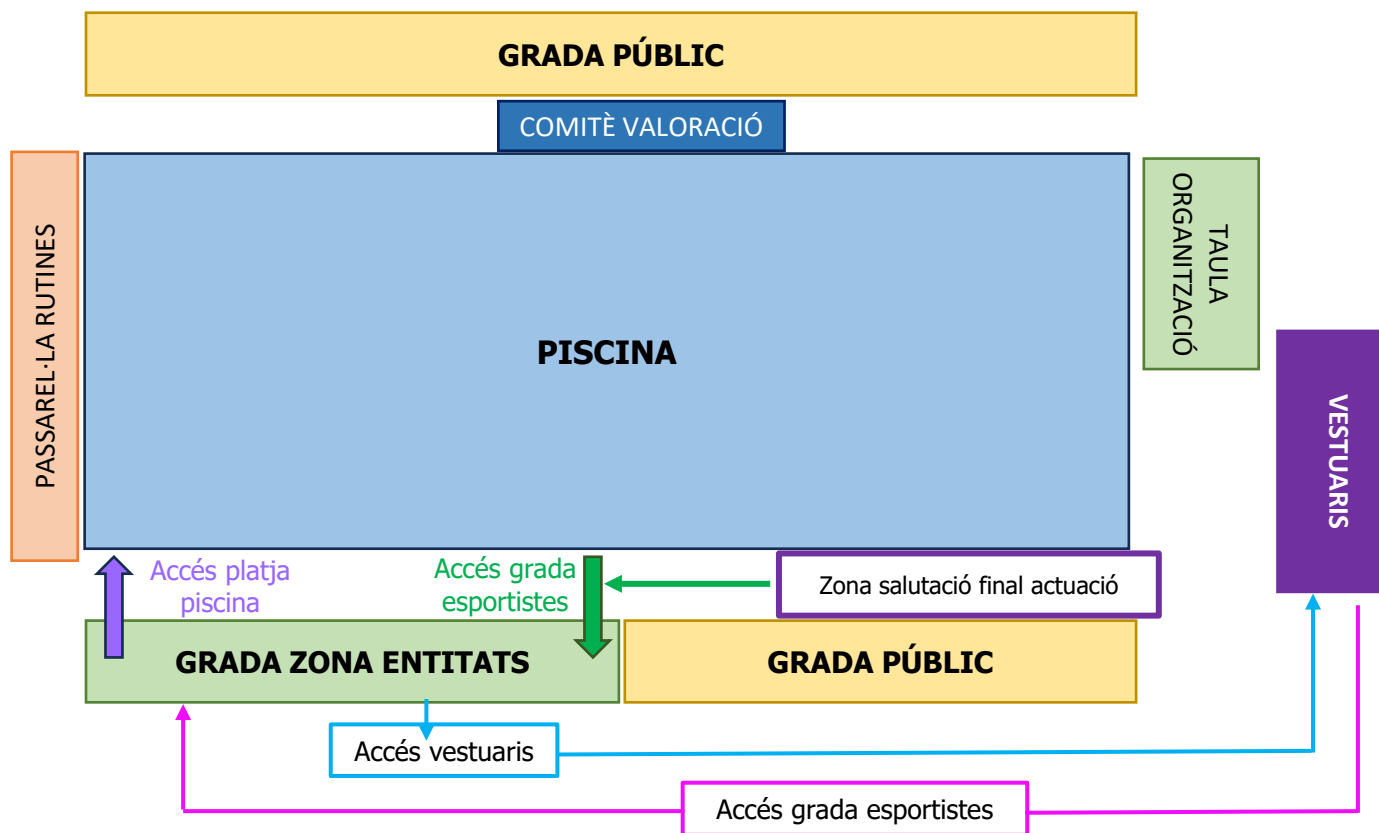 GRADA PÚBLIC
COMITÈ VALORACIÓ
PASSAREL·LA RUTINES
PISCINA
TAULA
ORGANITZACIÓ
VESTUARIS
Accés platja
piscina
Accés grada
esportistes
Zona salutació final actuació
GRADA ZONA ENTITATS
GRADA PÚBLIC
Accés vestuaris
Accés grada esportistes